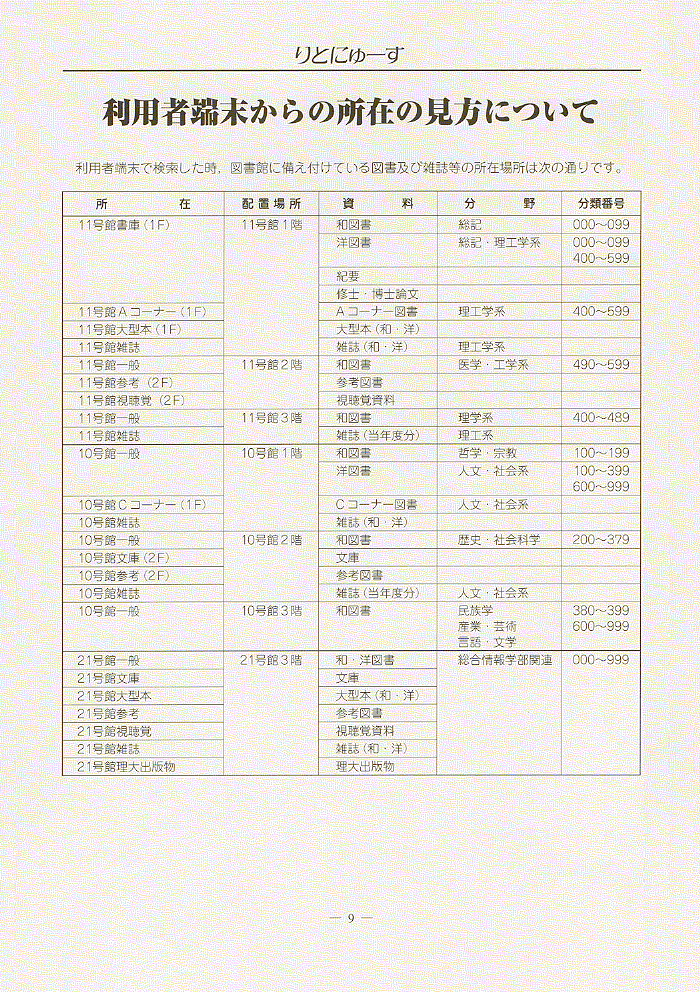 りとにゅーす
利用者端末からの所在の見方について
利用者端末で検索した時，図書館に備え付けている図書及び雑誌等の所在場所は次の通りです。
所　在　配置場所　資　料　分　野　分類番号
11号館書庫（1F）　11号館1階　和図書　総記　000～099
洋図書　総記・理工学系　000～099
400～599
紀要
修士・博士論文
11号館Aコーナー（1F）　Aコーナー図書　理工学系　400～599
11号館大型本（1F）　大型本（和・洋）
11号館雑誌　雑誌（和・洋）　理工学系
11号館一般　11号館2階　和図書　医学・工学系　490～599
11号館参考（2F）　参考図書
11号館視聴覚（2F）　視聴覚資料
11号館一般　11号館3階　和図書　理学系　400～489
11号館雑誌　雑誌（当年度分）　理工系
10号館一般　10号館1階　和図書　哲学・宗教　100～199
洋図書　人文・社会系　100～399
600～999
10号館Cコーナー（1F）　Cコーナー図書　人文・社会系
10号館雑誌　雑誌（和・洋）
10号館一般　10号館2階　和図書　歴史・社会科学　200～379
10号館文庫（2F）　文庫
10号館参考（2F）　参考図書
10号館雑誌　雑誌（当年度分）　人文・社会系
10号館一般　10号館3階　和図書　民族学　380～399
産業・芸術　600～999
言語・文学
21号館一般　21号館3階　和・洋図書　総合情報学部関連　000～999
21号館文庫　文庫
21号館大型本　大型本（和・洋）
21号館参考　参考図書
21号館視聴覚　視聴覚資料
21号館雑誌　雑誌（和・洋）
21号館理大出版物　理大出版物
— 9 —